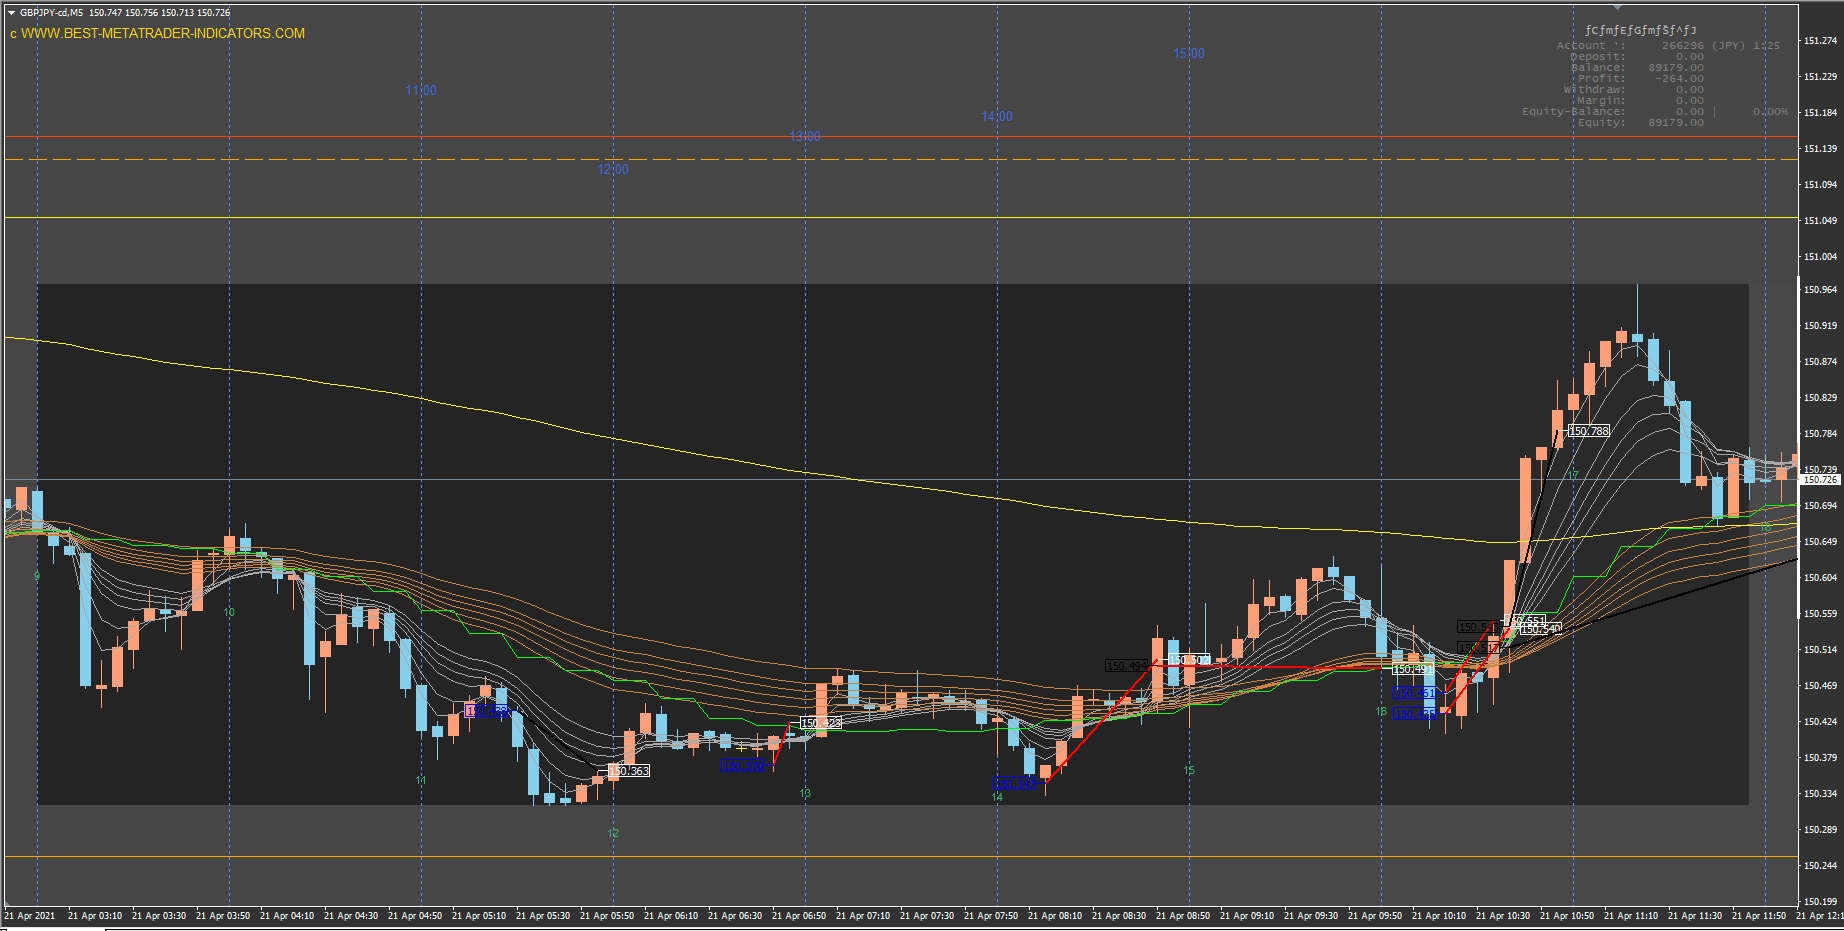 GBPJPY-cd,M5 150.747 150.756 150.713 150.726
c WWW.BEST-METATRADER-INDICATORS.COM
ƒCƒmƒEƒGƒmƒŠƒ^ƒJ
Account ': 266296 (JPY) 1:25
Deposit: 0.00
Balance: 89179.00
Profit: -264.00
Withdraw: 0.00
Margin: 0.00
Equity-Balance: 0.00 | 0.00%
Equity: 89179.00
15:00
11:00
14:00
13:00
12:00
151.274
151.229
151.184
151.139
151.094
151.049
151.004
150.964
150.919
150.874
150.829
150.784
150.739
150.726
150.694
150.649
150.604
150.559
150.514
150.469
150.424
150.379
150.334
150.289
150.244
150.199
150.788
17
18
9
10
150.551
150.540
150.494
150.502
150.491
16
150.423
150.363
11
15
13
14
12
21 Apr 2021
21 Apr 03:10
21 Apr 03:30
21 Apr 03:50
21 Apr 04:10
21 Apr 04:30
21 Apr 04:50
21 Apr 05:10
21 Apr 05:30
21 Apr 05:50
21 Apr 06:10
21 Apr 06:30
21 Apr 06:50
21 Apr 07:10
21 Apr 07:30
21 Apr 07:50
21 Apr 08:10
21 Apr 08:30
21 Apr 08:50
21 Apr 09:10
21 Apr 09:30
21 Apr 09:50
21 Apr 10:10
21 Apr 10:30
21 Apr 10:50
21 Apr 11:10
21 Apr 11:30
21 Apr 11:50
21 Apr 12:1